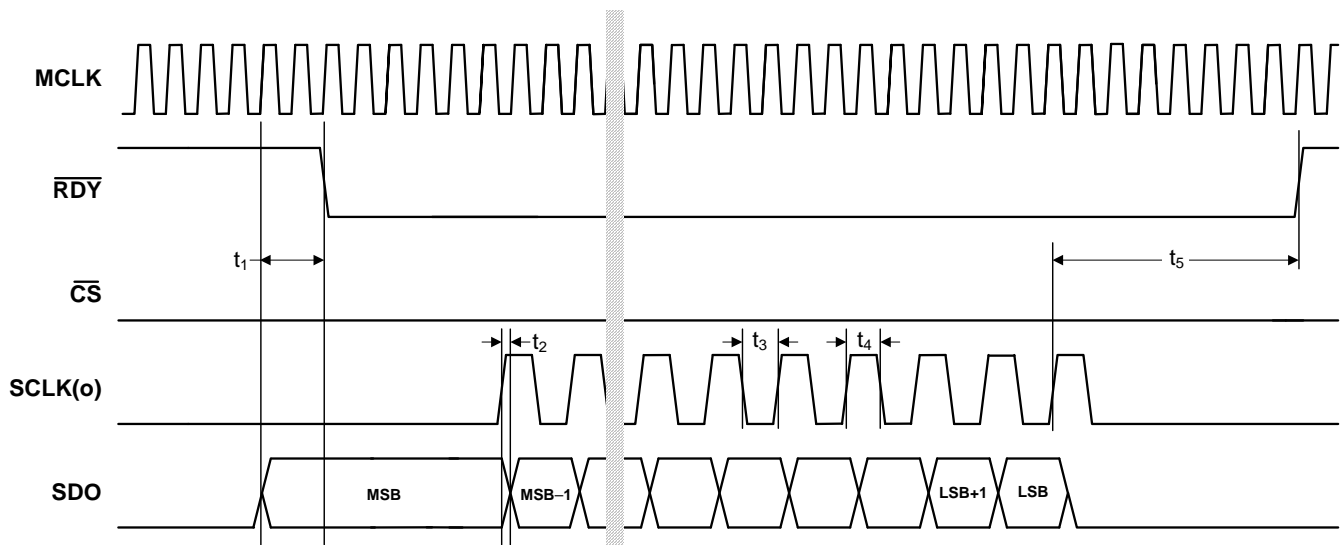 MCLK
RDY
t1
t5
CS
t2
t3
t4
SCLK(o)
SDO
MSB
MSB–1
LSB+1
LSB